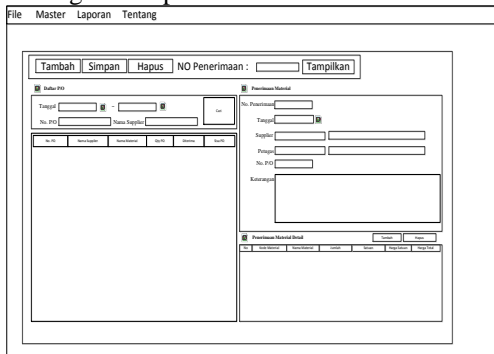 File Master Laporan Tentang
Tambah Simpan Hapus NO Penerimaan : Tampilkan
Daftar P/O
Tanggal -
No. P/O Nama Supplier
Cari
No. PO Nama Supplier Nama Material Qty PO Diterima Sisa PO
Penerimaan Material
No. Penerimaan
Tanggal
Supplier
Petugas
No. P/O
Keterangan
Penerimaan Material Detail Tambah Hapus
No Kode Material Nama Material Jumlah Satuan Harga Satuan Harga Total